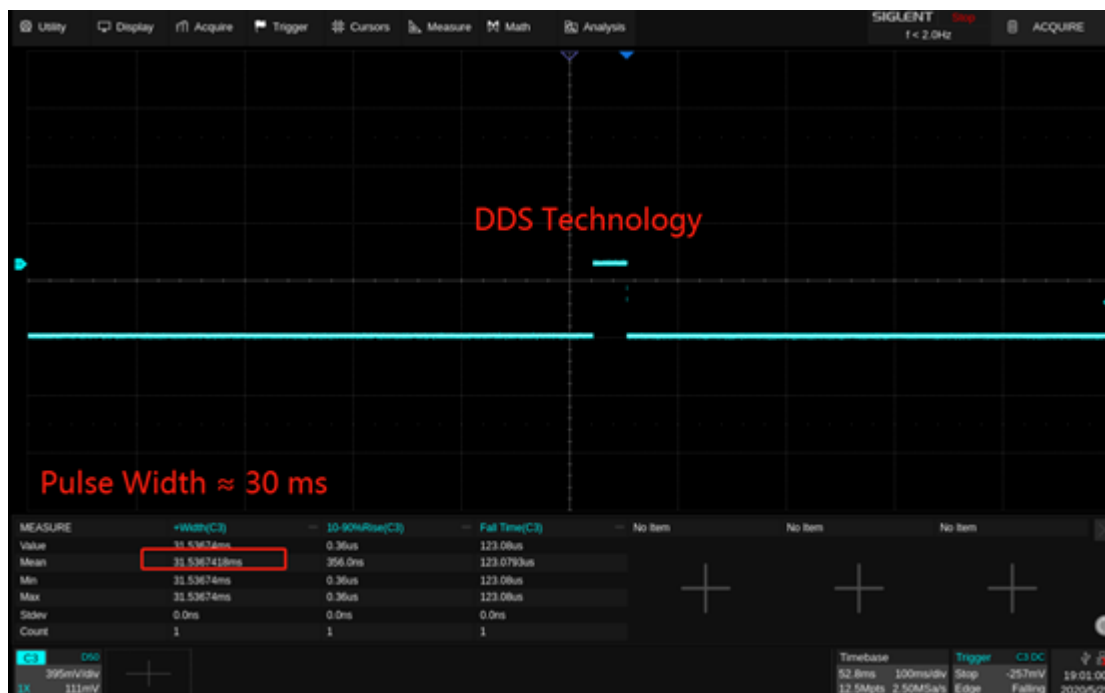 Utility Display Acquire Trigger Cursors Measure Math Analysis SIGLENT Stop ACQUIRE
f < 2.0Hz
DDS Technology
Pulse Width ≈ 30 ms
MEASURE +Width(C3) 10-90%Rise(C3) Fall Time(C3) No Item No Item No Item
Value 31.53674ms 0.36us 123.08us
Mean 31.5367418ms 356.0ns 123.0793us
Min 31.53674ms 0.36us 123.08us
Max 31.53674ms 0.36us 123.08us
Stdev 0.0ns 0.0ns 0.0ns
Count 1 1 1
C3 D50 Timebase Trigger C3 DC
395mV/div 52.8ms 100ms/div Stop -257mV 19:01:00
1X 111mV 12.5Mpts 2.50MSa/s Edge Falling